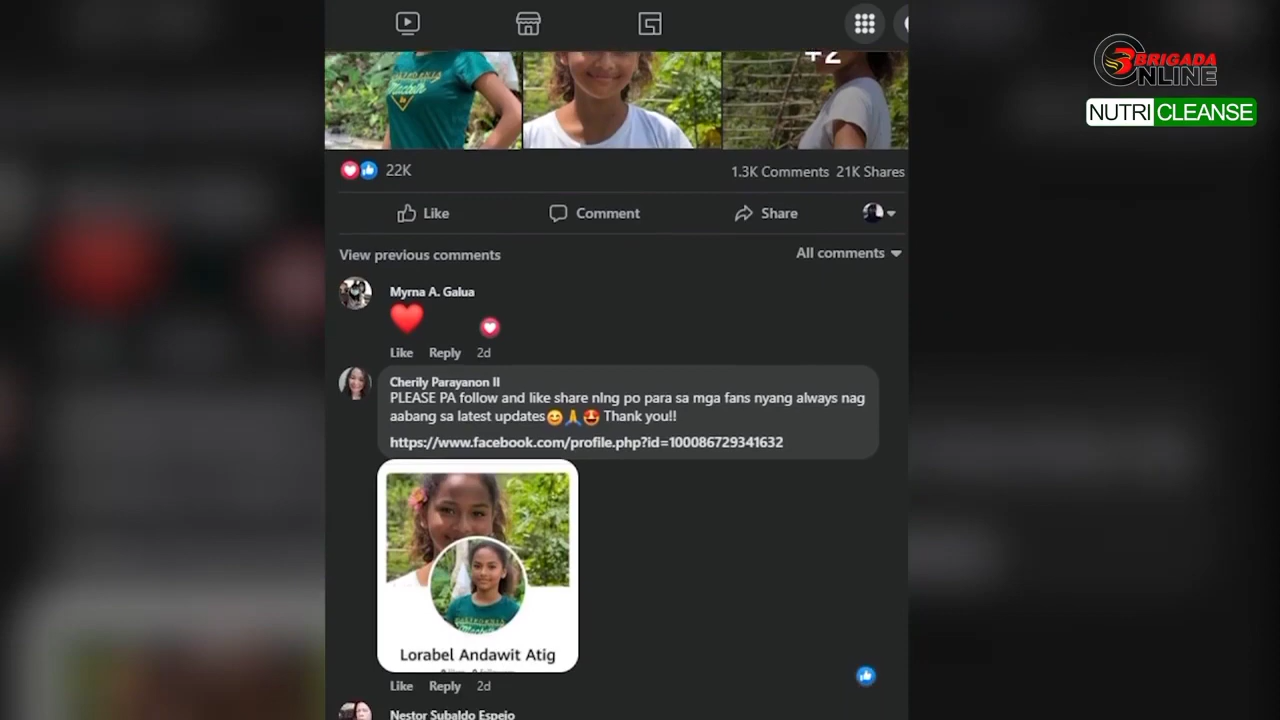 +2
BRIGADA
ONLINE
NUTRI CLEANSE
22K
1.3K Comments 21K Shares
Like
Comment
Share
View previous comments
All comments
Myrna A. Galua
Like Reply 2d
Cherily Parayanon II
PLEASE PA follow and like share nlng po para sa mga fans nyang always nag
aabang sa latest updates😊🙏🤩 Thank you!!
https://www.facebook.com/profile.php?id=100086729341632
Lorabel Andawit Atig
Like Reply 2d
Nestor Subaldo Espejo